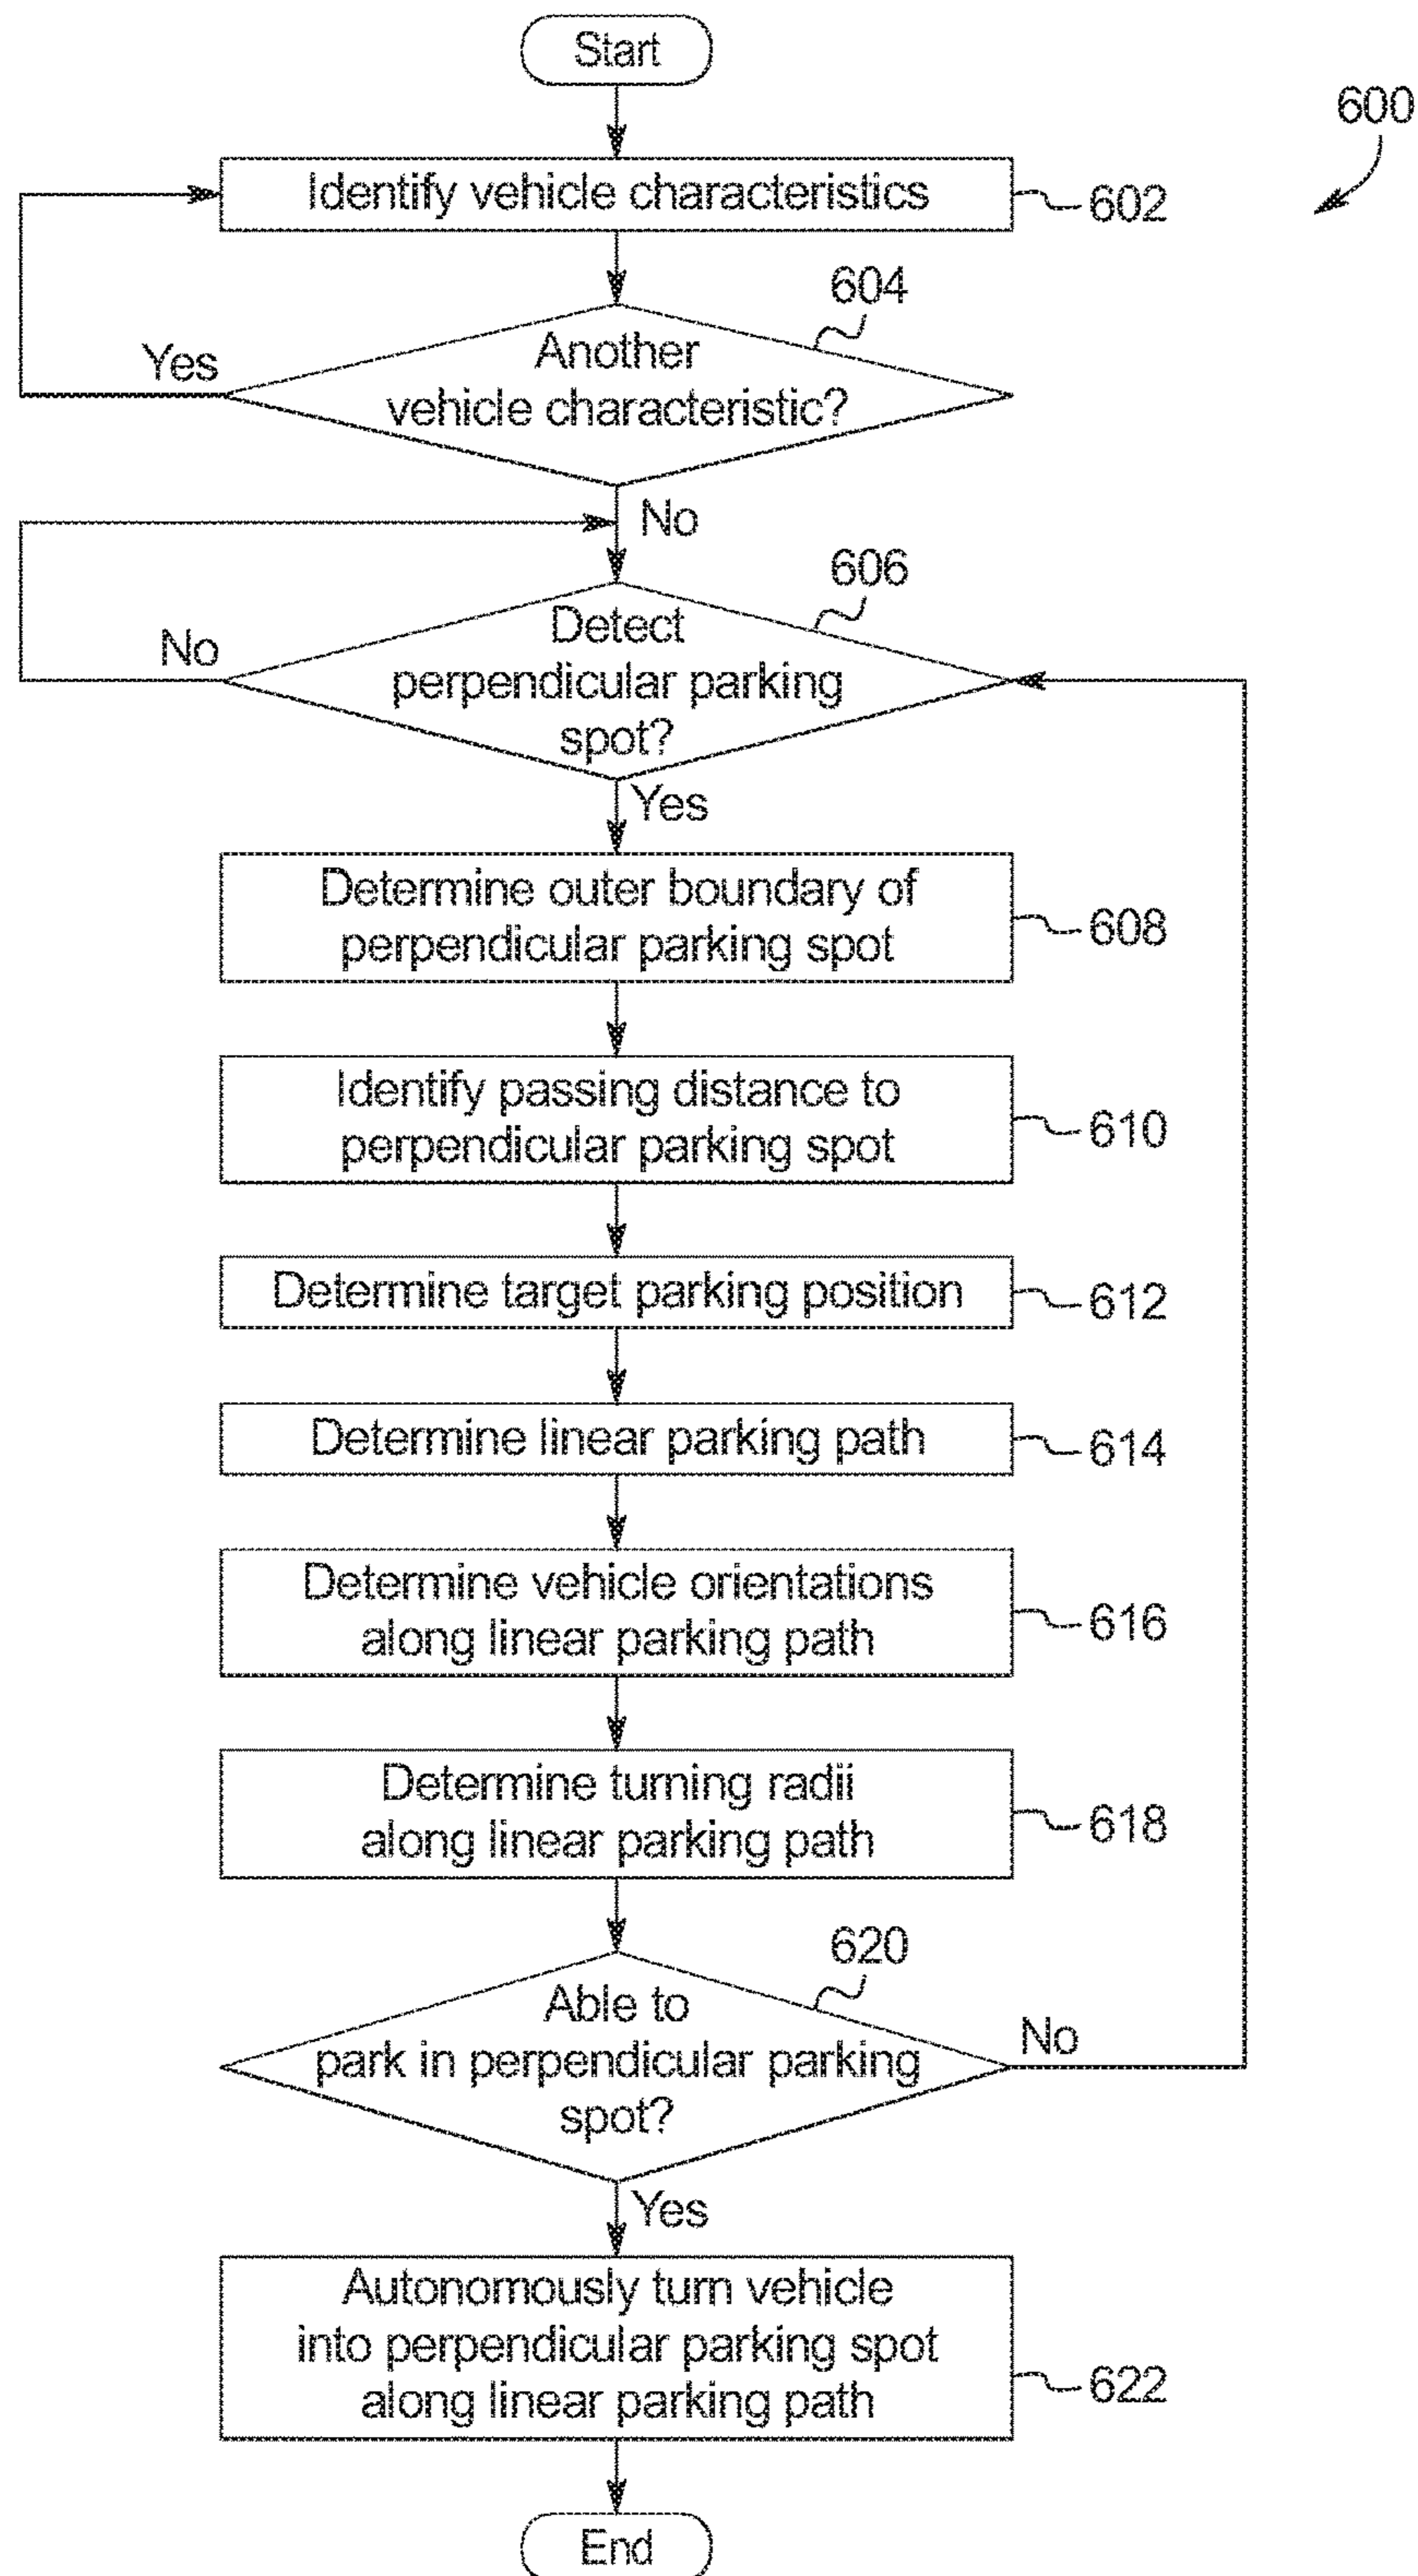 Start
600
Identify vehicle characteristics
602
604
Another
vehicle characteristic?
Yes
No
606
Detect
perpendicular parking
spot?
No
Yes
Determine outer boundary of
perpendicular parking spot
608
Identify passing distance to
perpendicular parking spot
610
Determine target parking position
612
Determine linear parking path
614
Determine vehicle orientations
along linear parking path
616
Determine turning radii
along linear parking path
618
620
Able to
park in perpendicular parking
spot?
No
Yes
Autonomously turn vehicle
into perpendicular parking spot
along linear parking path
622
End